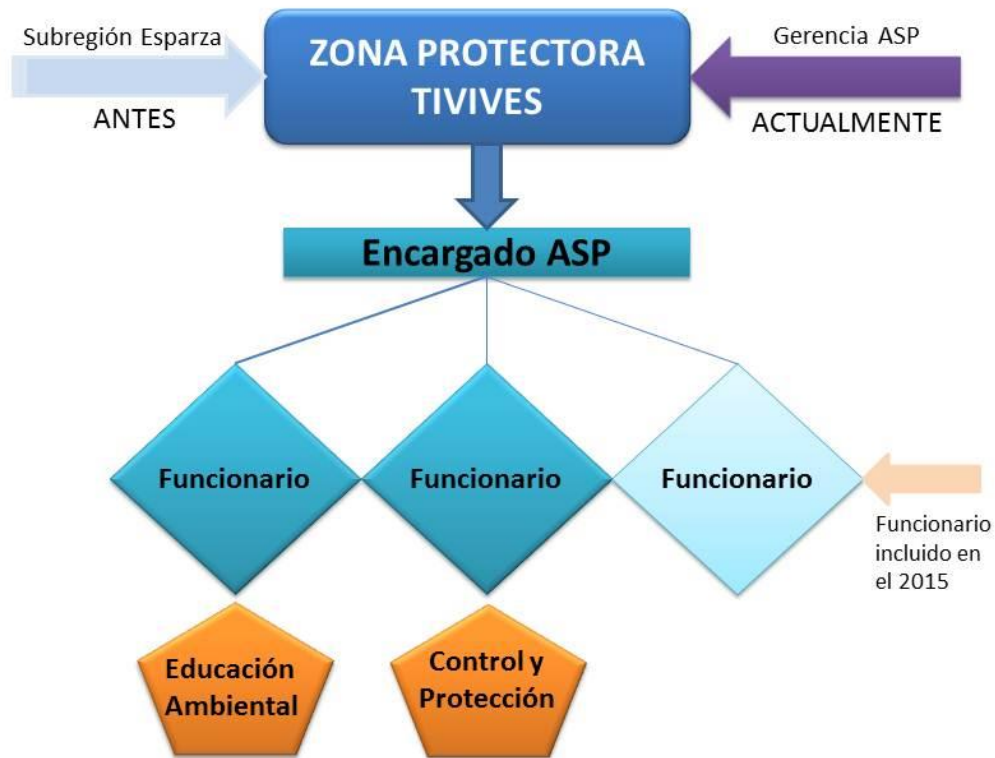 Subregión Esparza
ANTES
ZONA PROTECTORA
TIVIVES
Gerencia ASP
ACTUALMENTE
Encargado ASP
Funcionario
Funcionario
Funcionario
Funcionario
incluido en
el 2015
Educación
Ambiental
Control y
Protección